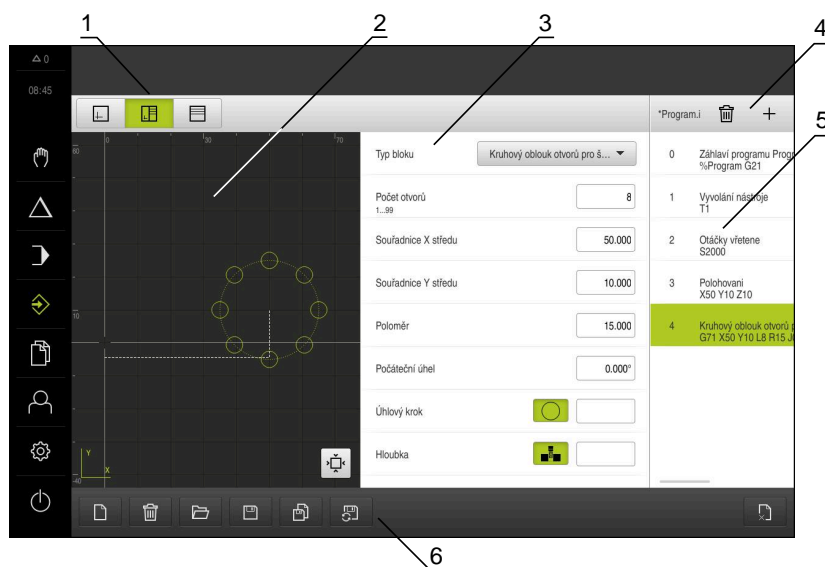 1
2
3
4
0
08:45
*Program.i
5
60
0
30
70
Typ bloku
Kruhový oblouk otvorů pro š...
0
Záhlaví programu Prog
%Program G21
Počet otvorů
1...99
8
1
Vyvolání nástroje
T1
Souřadnice X středu
50.000
2
Otáčky vřetene
S2000
Souřadnice Y středu
10.000
3
Polohovani
X50 Y10 Z10
10
Poloměr
15.000
4
Kruhový oblouk otvorů p
G71 X50 Y10 L8 R15 J
Počáteční úhel
0.000°
Úhlový krok
Hloubka
Y
X
-40
6